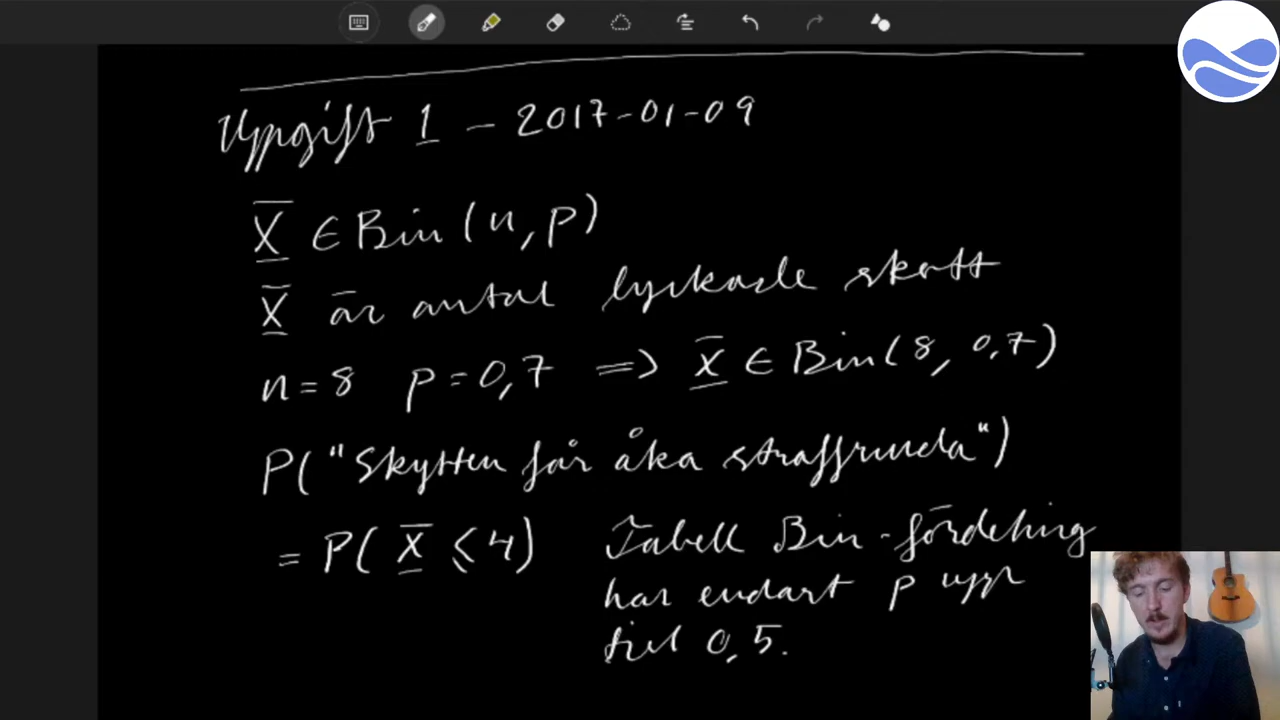 Uppgift 1 - 2017-01-09
X ∈ Bin(n, p)
X är antal lyckade skott
n = 8 p = 0,7 => X ∈ Bin(8, 0,7)
P("Skytten får åka straffrunda")
= P(X ≤ 4) Tabell Bin-fördelning
har endast p upp
till 0,5.